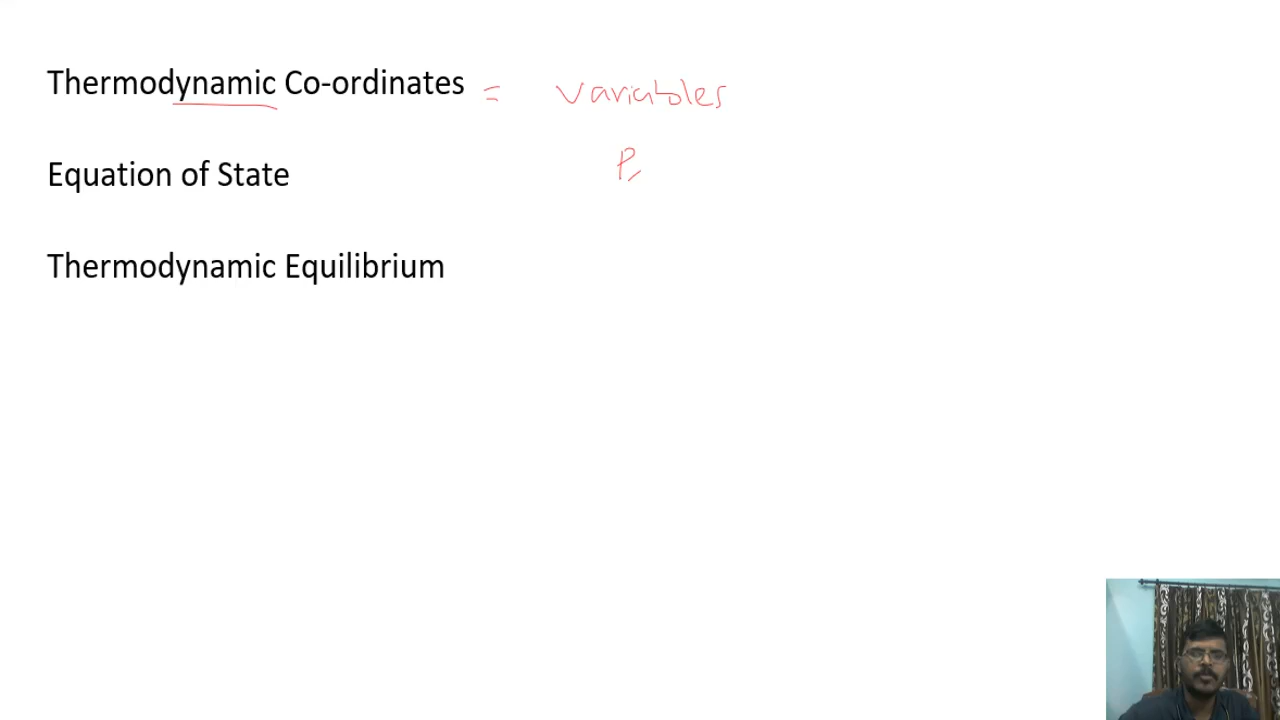 Thermodynamic Co-ordinates = variables
Equation of State P,
Thermodynamic Equilibrium